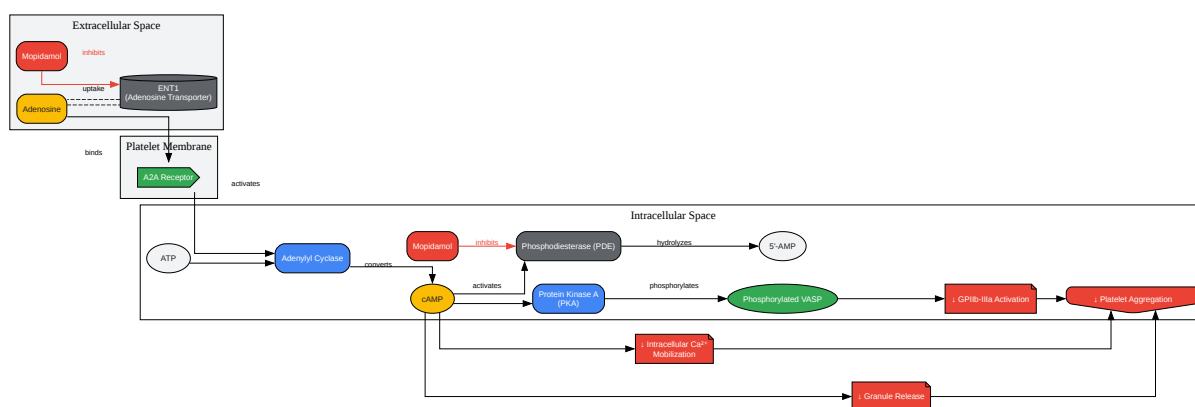 Extracellular Space
Mopidamol
inhibits
ENT1
(Adenosine Transporter)
uptake
Adenosine
binds
Platelet Membrane
A2A Receptor
activates
Intracellular Space
ATP
Adenylyl Cyclase
converts
Mopidamol
inhibits
Phosphodiesterase (PDE)
hydrolyzes
5'-AMP
cAMP
activates
Protein Kinase A
(PKA)
phosphorylates
Phosphorylated VASP
↓ GPIIb-IIIa Activation
↓ Platelet Aggregation
↓ Intracellular Ca²⁺
Mobilization
↓ Granule Release